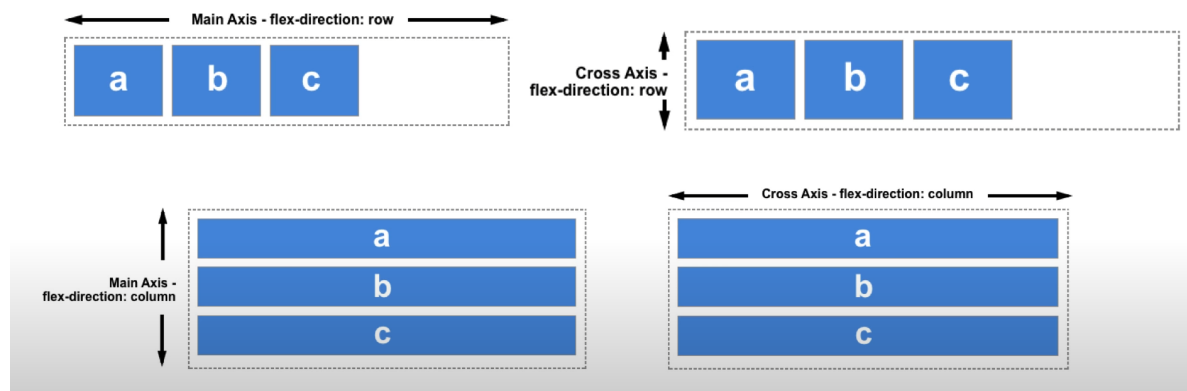 Main Axis - flex-direction: row
a b c
Cross Axis -
flex-direction: row
a b c
Main Axis -
flex-direction: column
a
b
c
Cross Axis - flex-direction: column
a
b
c